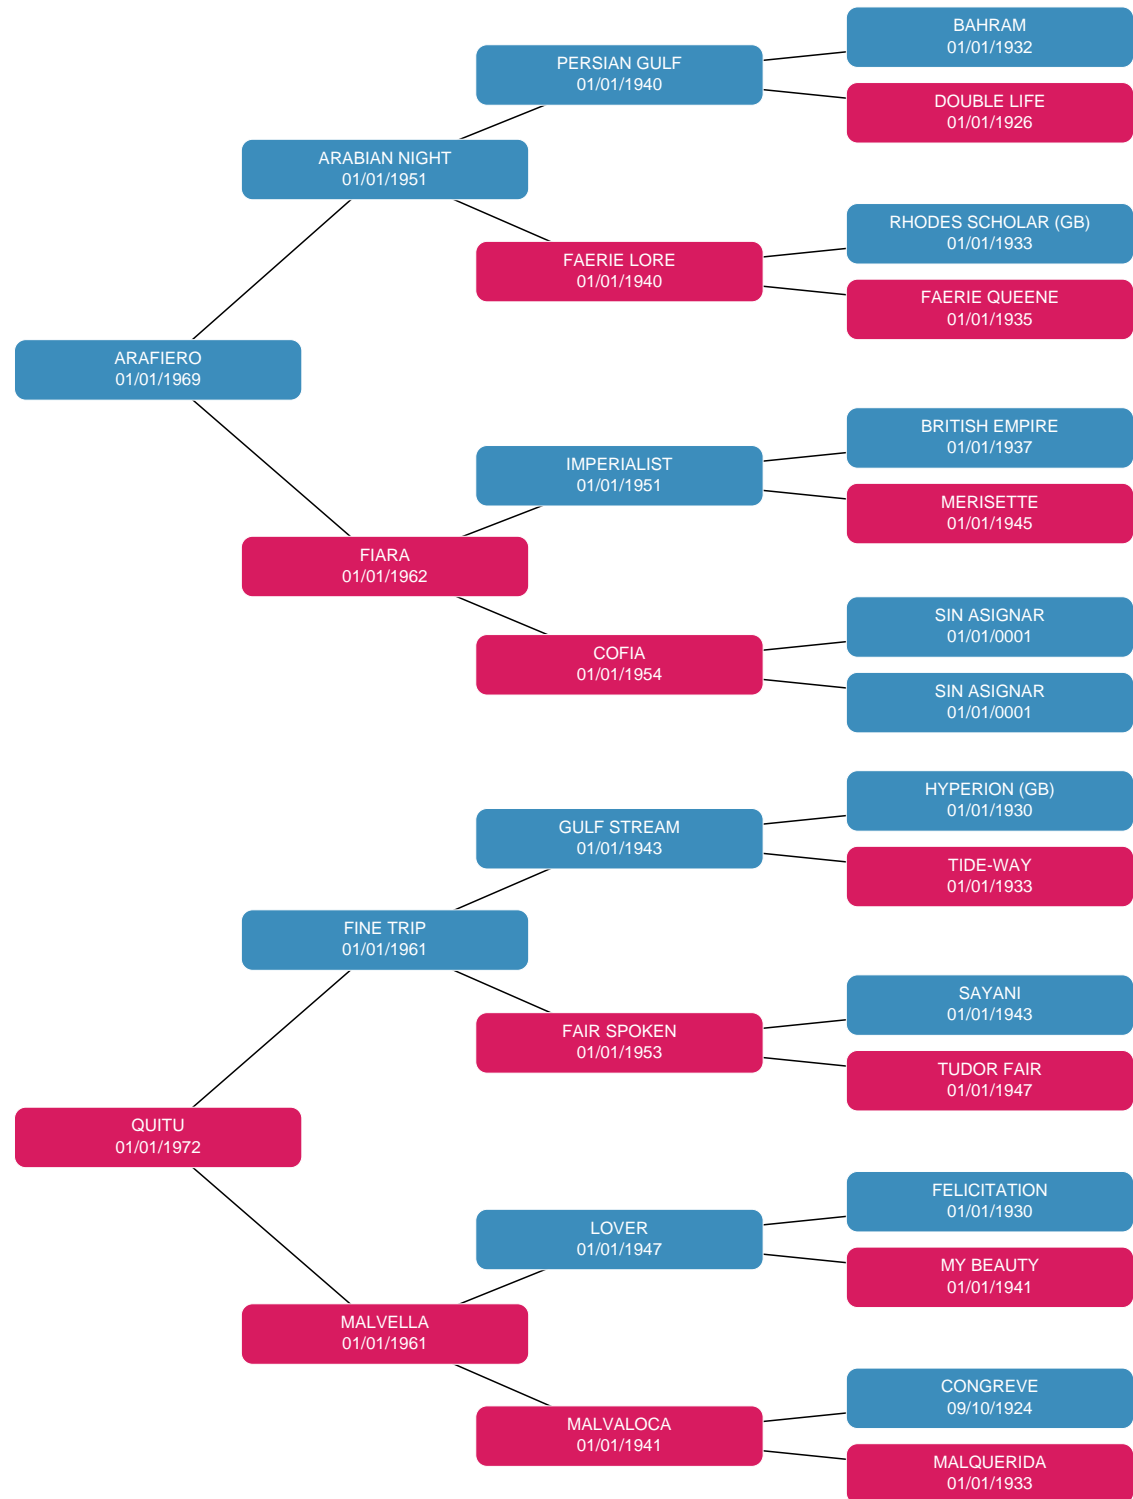 BAHRAM
01/01/1932
PERSIAN GULF
01/01/1940
DOUBLE LIFE
01/01/1926
ARABIAN NIGHT
01/01/1951
RHODES SCHOLAR (GB)
01/01/1933
FAERIE LORE
01/01/1940
FAERIE QUEENE
01/01/1935
ARAFIERO
01/01/1969
BRITISH EMPIRE
01/01/1937
IMPERIALIST
01/01/1951
MERISETTE
01/01/1945
FIARA
01/01/1962
SIN ASIGNAR
01/01/0001
COFIA
01/01/1954
SIN ASIGNAR
01/01/0001
HYPERION (GB)
01/01/1930
GULF STREAM
01/01/1943
TIDE-WAY
01/01/1933
FINE TRIP
01/01/1961
SAYANI
01/01/1943
FAIR SPOKEN
01/01/1953
TUDOR FAIR
01/01/1947
QUITU
01/01/1972
FELICITATION
01/01/1930
LOVER
01/01/1947
MY BEAUTY
01/01/1941
MALVELLA
01/01/1961
CONGREVE
09/10/1924
MALVALOCA
01/01/1941
MALQUERIDA
01/01/1933